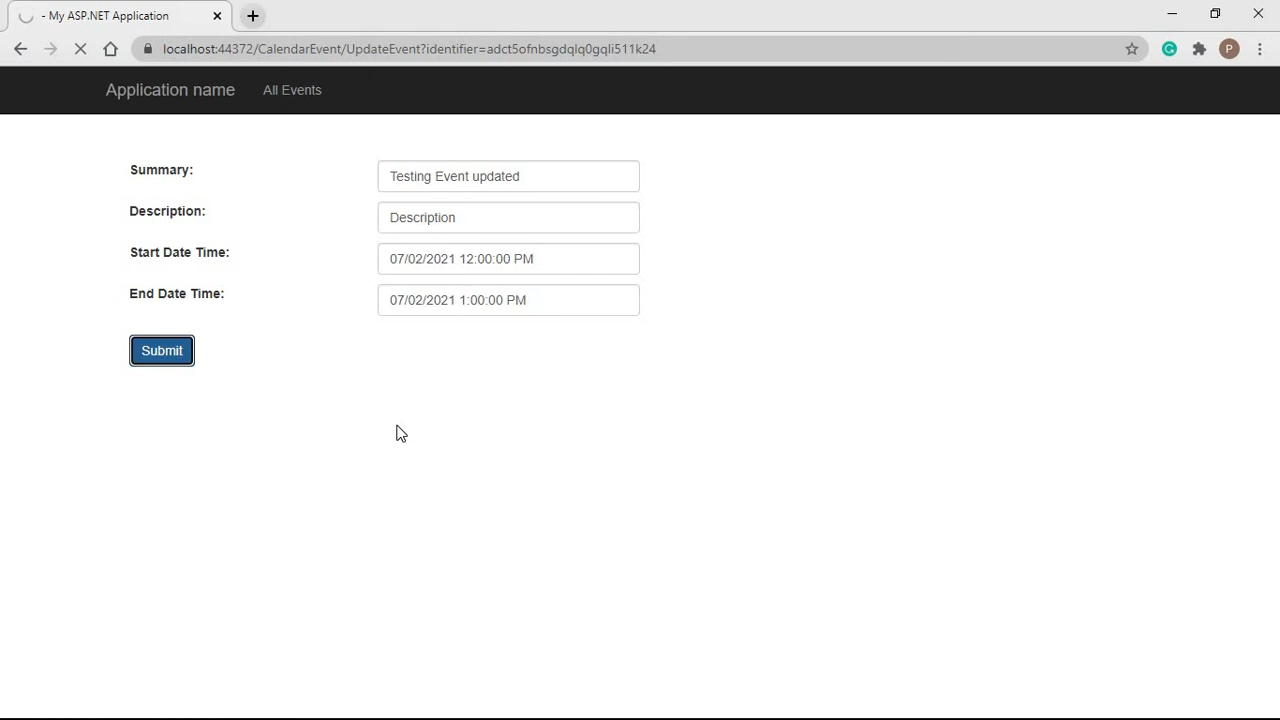 - My ASP.NET Application
localhost:44372/CalendarEvent/UpdateEvent?identifier=adct5ofnbsgdqlq0gqli511k24
P
Application name All Events
Summary: Testing Event updated
Description: Description
Start Date Time: 07/02/2021 12:00:00 PM
End Date Time: 07/02/2021 1:00:00 PM
Submit